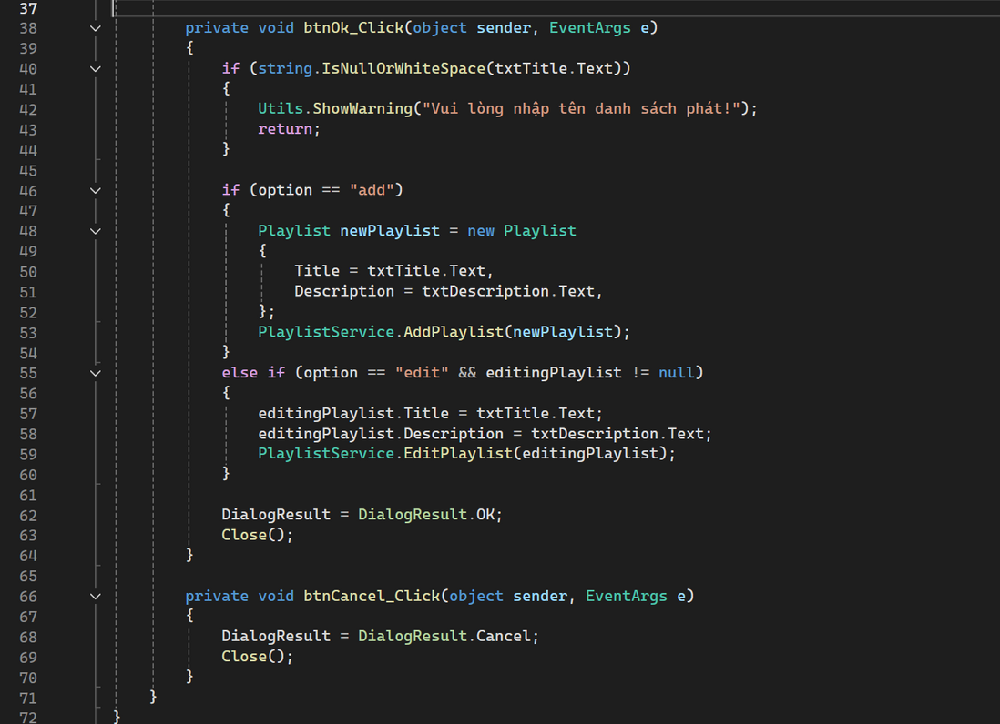 37
38 private void btnOk_Click(object sender, EventArgs e)
39 {
40 if (string.IsNullOrWhiteSpace(txtTitle.Text))
41 {
42 Utils.ShowWarning("Vui lòng nhập tên danh sách phát!");
43 return;
44 }
45
46 if (option == "add")
47 {
48 Playlist newPlaylist = new Playlist
49 {
50 Title = txtTitle.Text,
51 Description = txtDescription.Text,
52 };
53 PlaylistService.AddPlaylist(newPlaylist);
54 }
55 else if (option == "edit" && editingPlaylist != null)
56 {
57 editingPlaylist.Title = txtTitle.Text;
58 editingPlaylist.Description = txtDescription.Text;
59 PlaylistService.EditPlaylist(editingPlaylist);
60 }
61
62 DialogResult = DialogResult.OK;
63 Close();
64 }
65
66 private void btnCancel_Click(object sender, EventArgs e)
67 {
68 DialogResult = DialogResult.Cancel;
69 Close();
70 }
71 }
72 }